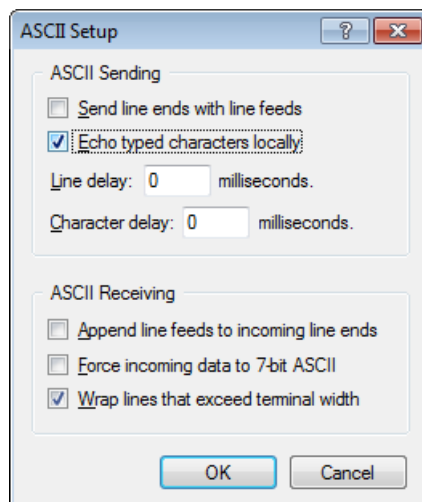 ASCII Setup
ASCII Sending
Send line ends with line feeds
Echo typed characters locally
Line delay: 0 milliseconds.
Character delay: 0 milliseconds.
ASCII Receiving
Append line feeds to incoming line ends
Force incoming data to 7-bit ASCII
Wrap lines that exceed terminal width
OK Cancel